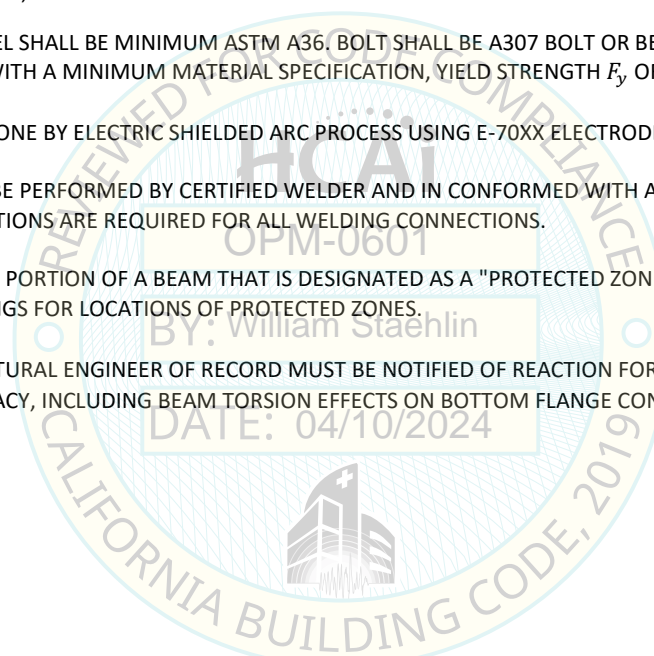 EL SHALL BE MINIMUM ASTM A36. BOLT SHALL BE A307 BOLT OR BE
WITH A MINIMUM MATERIAL SPECIFICATION, YIELD STRENGTH Fy O
ONE BY ELECTRIC SHIELDED ARC PROCESS USING E-70XX ELECTROD
BE PERFORMED BY CERTIFIED WELDER AND IN CONFORMED WITH A
TIONS ARE REQUIRED FOR ALL WELDING CONNECTIONS.
PORTION OF A BEAM THAT IS DESIGNATED AS A "PROTECTED ZON
NGS FOR LOCATIONS OF PROTECTED ZONES.
TURAL ENGINEER OF RECORD MUST BE NOTIFIED OF REACTION FOR
ACY, INCLUDING BEAM TORSION EFFECTS ON BOTTOM FLANGE CON
REVIEWED FOR CODE COMPLIANCE
HCAi
OPM-0601
BY: William Staehlin
DATE: 04/10/2024
CALIFORNIA BUILDING CODE, 2019